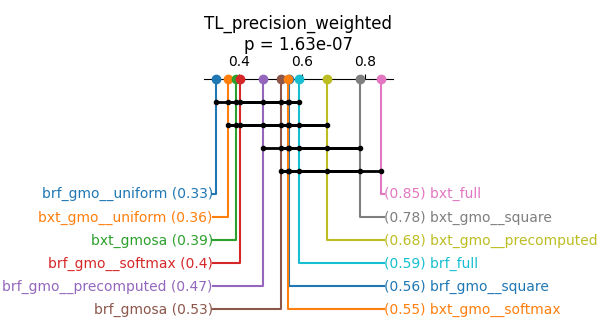 TL_precision_weighted
p = 1.63e-07
0.4 0.6 0.8
brf_gmo__uniform (0.33) (0.85) bxt_full
bxt_gmo__uniform (0.36) (0.78) bxt_gmo__square
bxt_gmosa (0.39) (0.68) bxt_gmo__precomputed
brf_gmo__softmax (0.4) (0.59) brf_full
brf_gmo__precomputed (0.47) (0.56) brf_gmo__square
brf_gmosa (0.53) (0.55) bxt_gmo__softmax